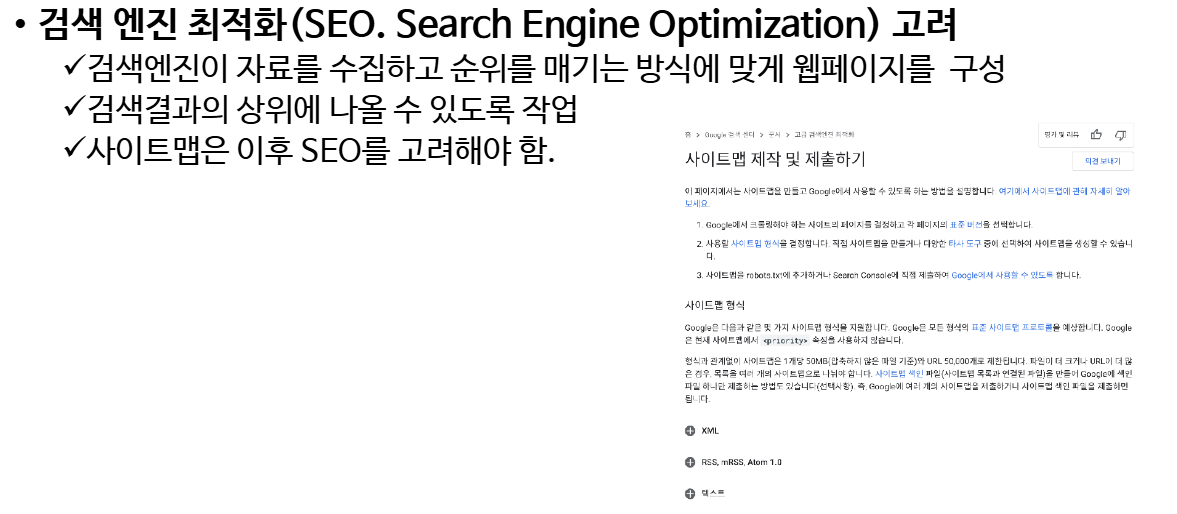 • 검색 엔진 최적화(SEO. Search Engine Optimization) 고려
✓검색엔진이 자료를 수집하고 순위를 매기는 방식에 맞게 웹페이지를 구성
✓검색결과의 상위에 나올 수 있도록 작업
✓사이트맵은 이후 SEO를 고려해야 함.
홈 > Google 검색 센터 > 문서 > 고급 검색엔진 최적화
평가 및 리뷰
사이트맵 제작 및 제출하기
의견 보내기
이 페이지에서는 사이트맵을 만들고 Google에서 사용할 수 있도록 하는 방법을 설명합니다. 여기에서 사이트맵에 관해 자세히 알아
보세요.
1. Google에서 크롤링해야 하는 사이트의 페이지를 결정하고 각 페이지의 표준 버전을 선택합니다.
2. 사용할 사이트맵 형식을 결정합니다. 직접 사이트맵을 만들거나 다양한 타사 도구 중에 선택하여 사이트맵을 생성할 수 있습니
다.
3. 사이트맵을 robots.txt에 추가하거나 Search Console에 직접 제출하여 Google에서 사용할 수 있도록 합니다.
사이트맵 형식
Google은 다음과 같은 몇 가지 사이트맵 형식을 지원합니다. Google은 모든 형식의 표준 사이트맵 프로토콜을 예상합니다. Google
은 현재 사이트맵에서 <priority> 속성을 사용하지 않습니다.
형식과 관계없이 사이트맵은 1개당 50MB(압축하지 않은 파일 기준)와 URL 50,000개로 제한됩니다. 파일이 더 크거나 URL이 더 많
은 경우, 목록을 여러 개의 사이트맵으로 나눠야 합니다. 사이트맵 색인 파일(사이트맵 목록과 연결된 파일)을 만들어 Google에 색인
파일 하나만 제출하는 방법도 있습니다(선택사항). 즉, Google에 여러 개의 사이트맵을 제출하거나 사이트맵 색인 파일을 제출하면
됩니다.
XML
RSS, mRSS, Atom 1.0
텍스트